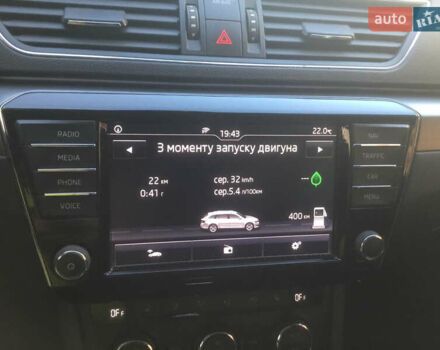 auto RIA
RADIO
MEDIA
PHONE
VOICE
NAV
TRAFFIC
CAR
MENU
19:43
22.0°c
З моменту запуску двигуна
22 км
сер. 32 km/h
---
0:41 г
сер.5.4 л/100км
400 км
OFF
OFF